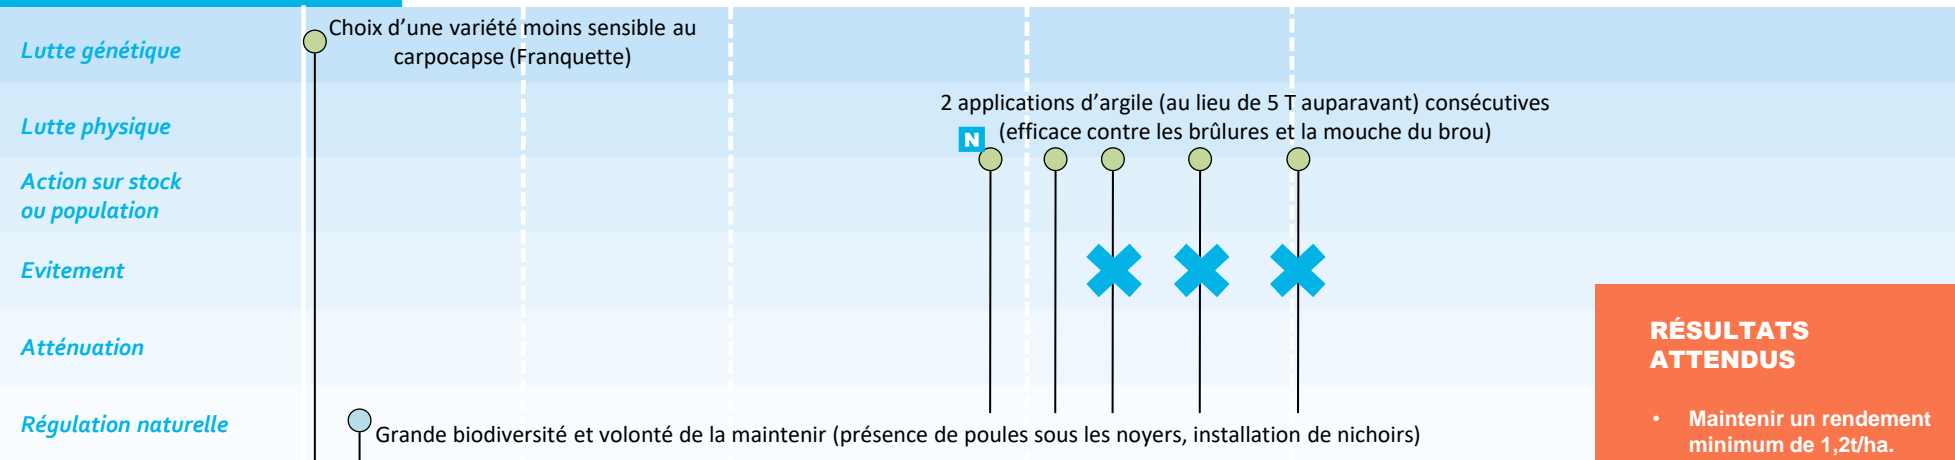 Lutte génétique
Choix d’une variété moins sensible au
carpocapse (Franquette)
Lutte physique
2 applications d’argile (au lieu de 5 T auparavant) consécutives
(efficace contre les brûlures et la mouche du brou)
N
Action sur stock
ou population
Evitement
Atténuation
Régulation naturelle
Grande biodiversité et volonté de la maintenir (présence de poules sous les noyers, installation de nichoirs)
RÉSULTATS
ATTENDUS
• Maintenir un rendement
minimum de 1,2t/ha.